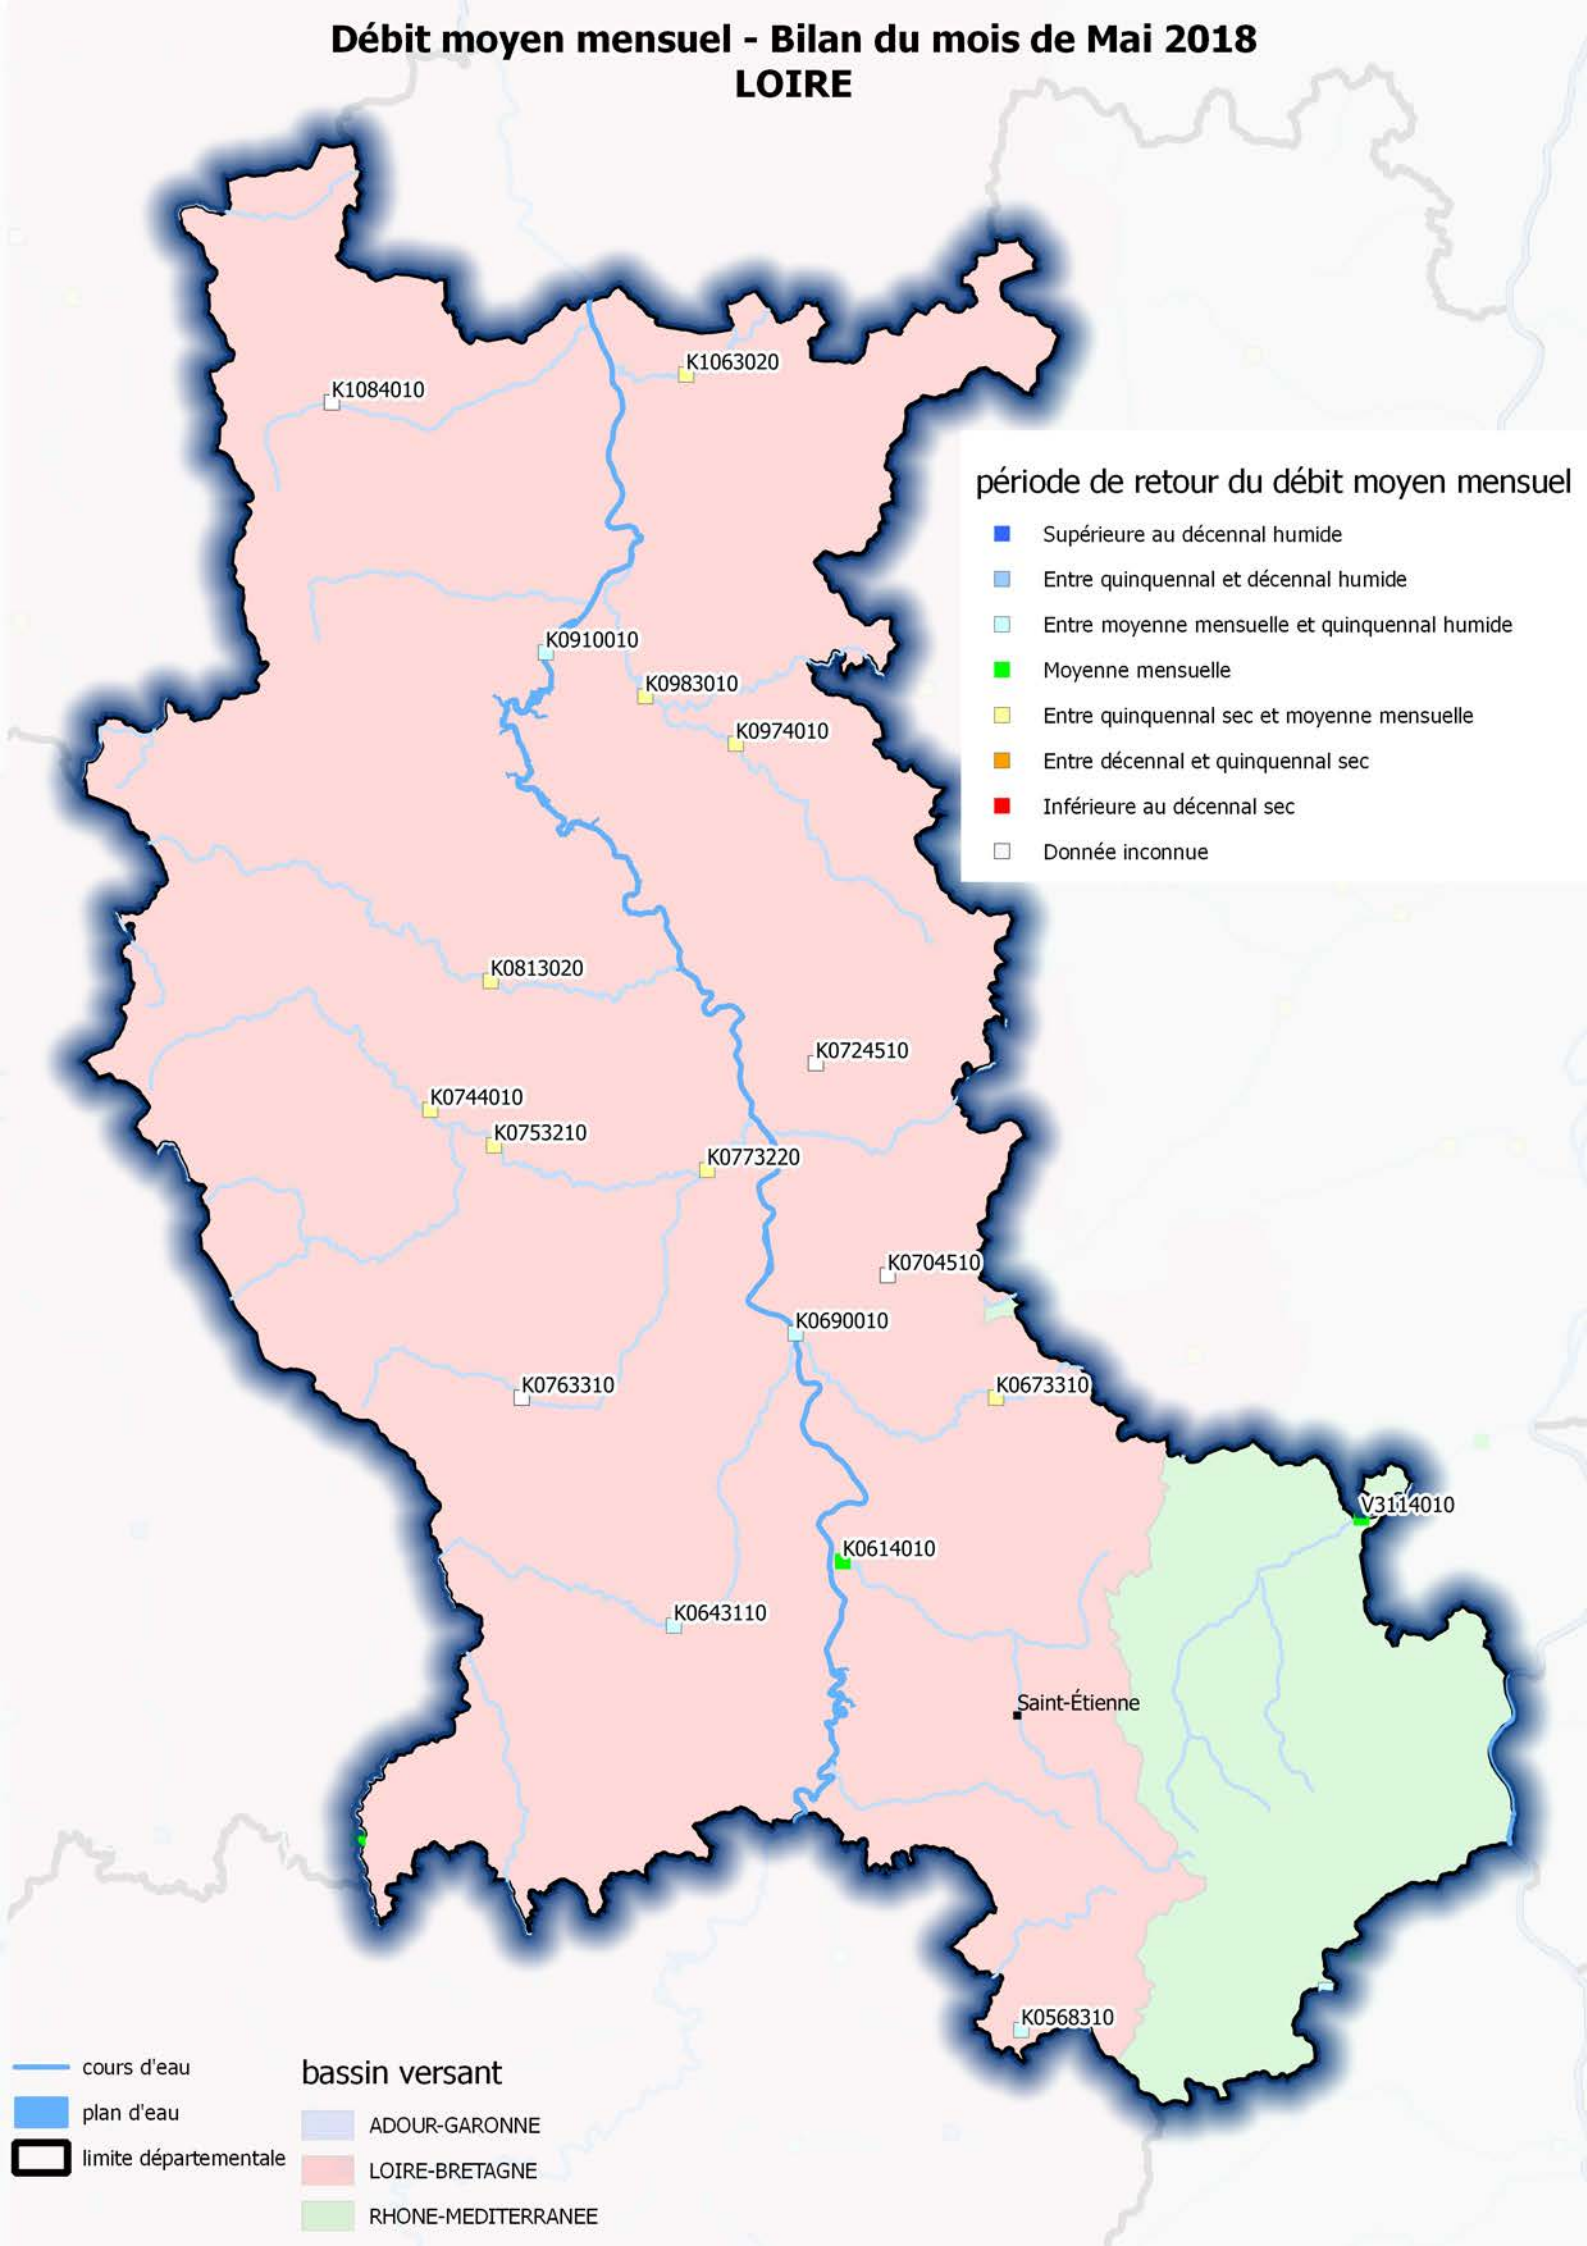 Débit moyen mensuel - Bilan du mois de Mai 2018
LOIRE
K1063020
K1084010
période de retour du débit moyen mensuel
Supérieure au décennal humide
Entre quinquennal et décennal humide
Entre moyenne mensuelle et quinquennal humide
Moyenne mensuelle
Entre quinquennal sec et moyenne mensuelle
Entre décennal et quinquennal sec
Inférieure au décennal sec
Donnée inconnue
K0910010
K0983010
K0974010
K0813020
K0724510
K0744010
K0753210
K0773220
K0704510
K0690010
K0763310
K0673310
V3114010
K0614010
K0643110
Saint-Étienne
K0568310
cours d'eau
plan d'eau
limite départementale
bassin versant
ADOUR-GARONNE
LOIRE-BRETAGNE
RHONE-MEDITERRANEE